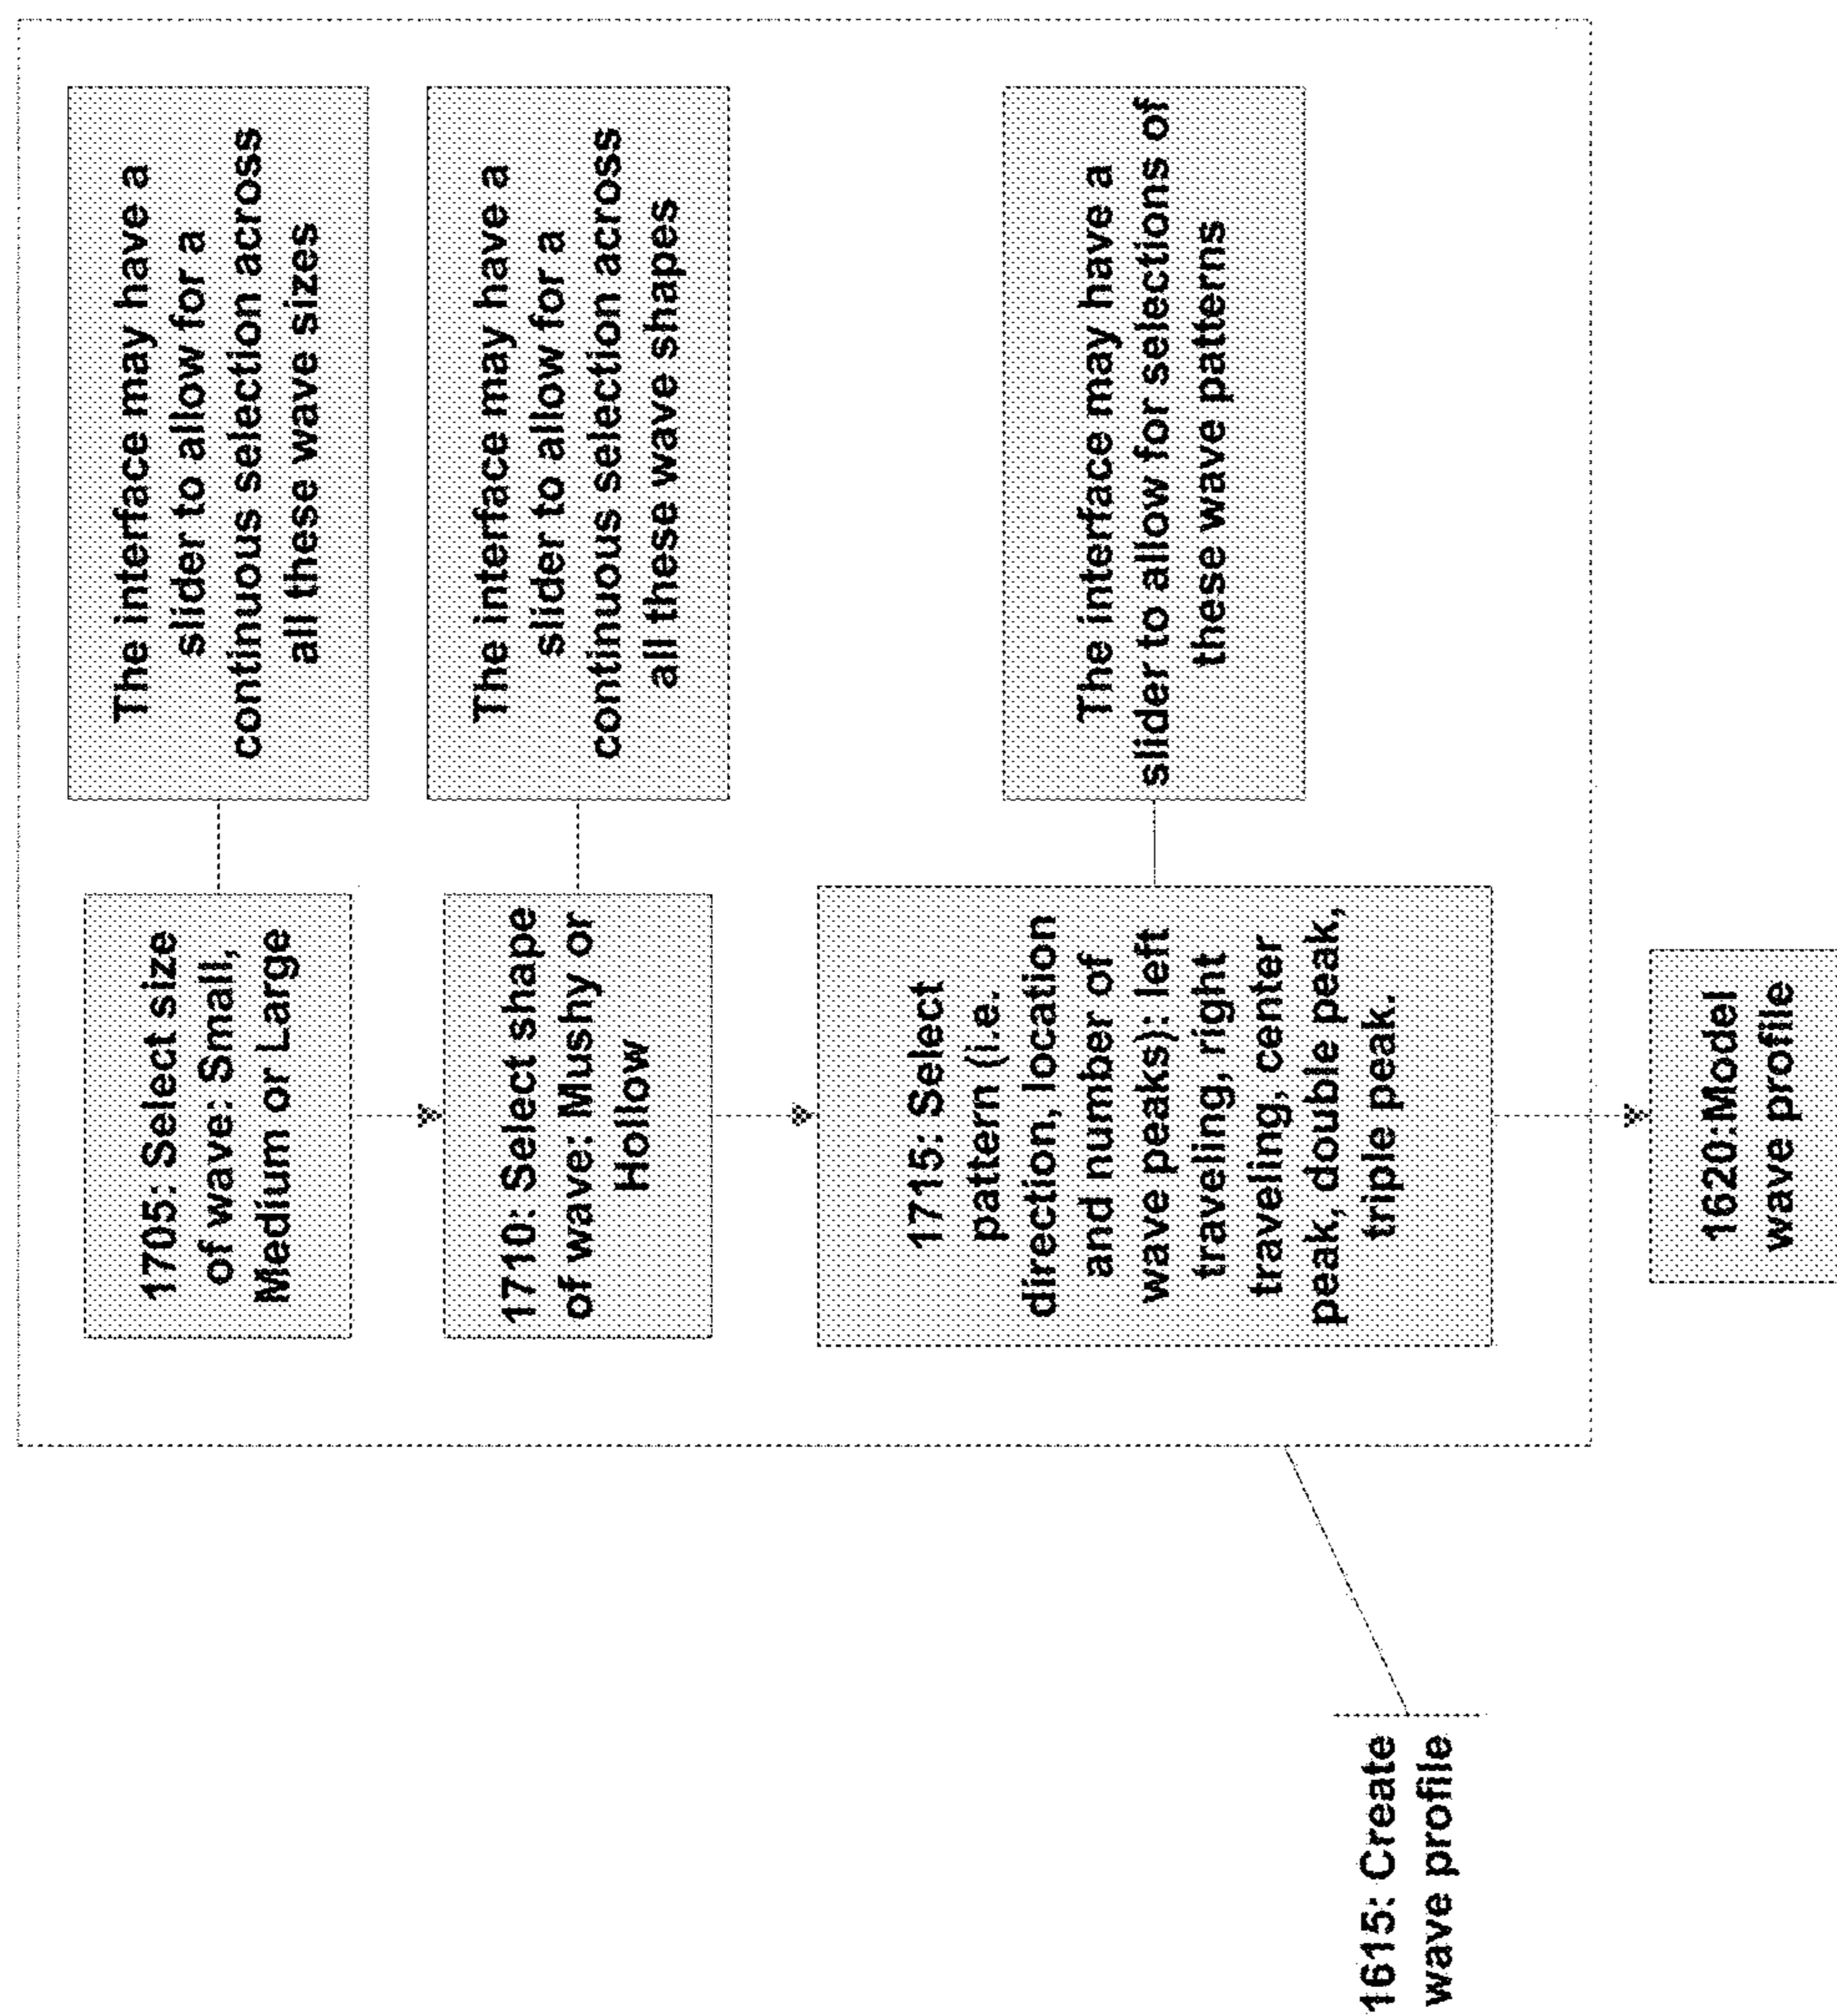 1705: Select size
of wave: Small,
Medium or Large
The interface may have a
slider to allow for a
continuous selection across
all these wave sizes
1710: Select shape
of wave: Mushy or
Hollow
The interface may have a
slider to allow for a
continuous selection across
all these wave shapes
1715: Select
pattern (i.e.
direction, location
and number of
wave peaks): left
traveling, right
traveling, center
peak, double peak,
triple peak.
The interface may have a
slider to allow for selections of
these wave patterns
1615: Create
wave profile
1620:Model
wave profile